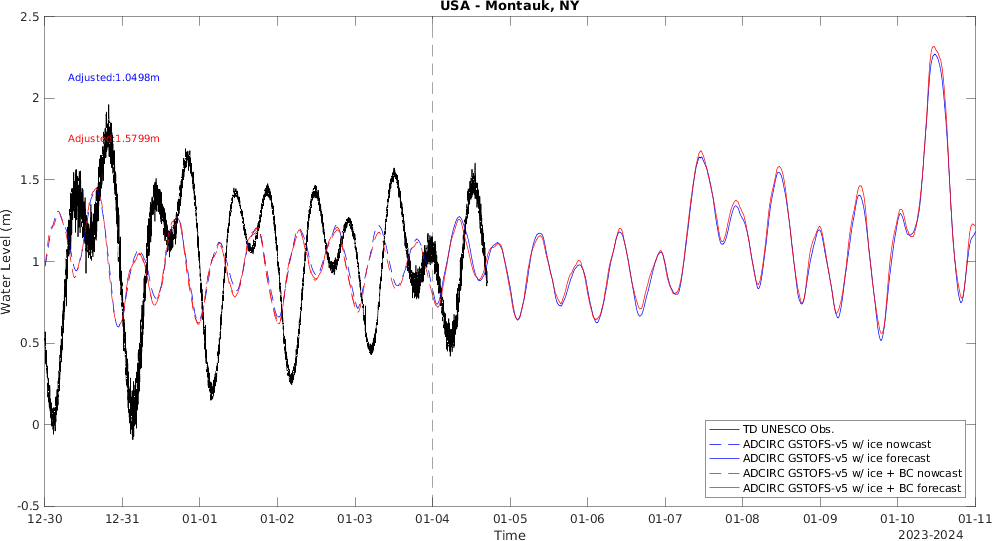 USA - Montauk, NY
2.5
2
1.5
1
0.5
0
-0.5
Water Level (m)
Adjusted:1.0498m
Adjusted:1.5799m
TD UNESCO Obs.
ADCIRC GSTOFS-v5 w/ ice nowcast
ADCIRC GSTOFS-v5 w/ ice forecast
ADCIRC GSTOFS-v5 w/ ice + BC nowcast
ADCIRC GSTOFS-v5 w/ ice + BC forecast
12-30 12-31 01-01 01-02 01-03 01-04 01-05 01-06 01-07 01-08 01-09 01-10 01-11
Time
2023-2024